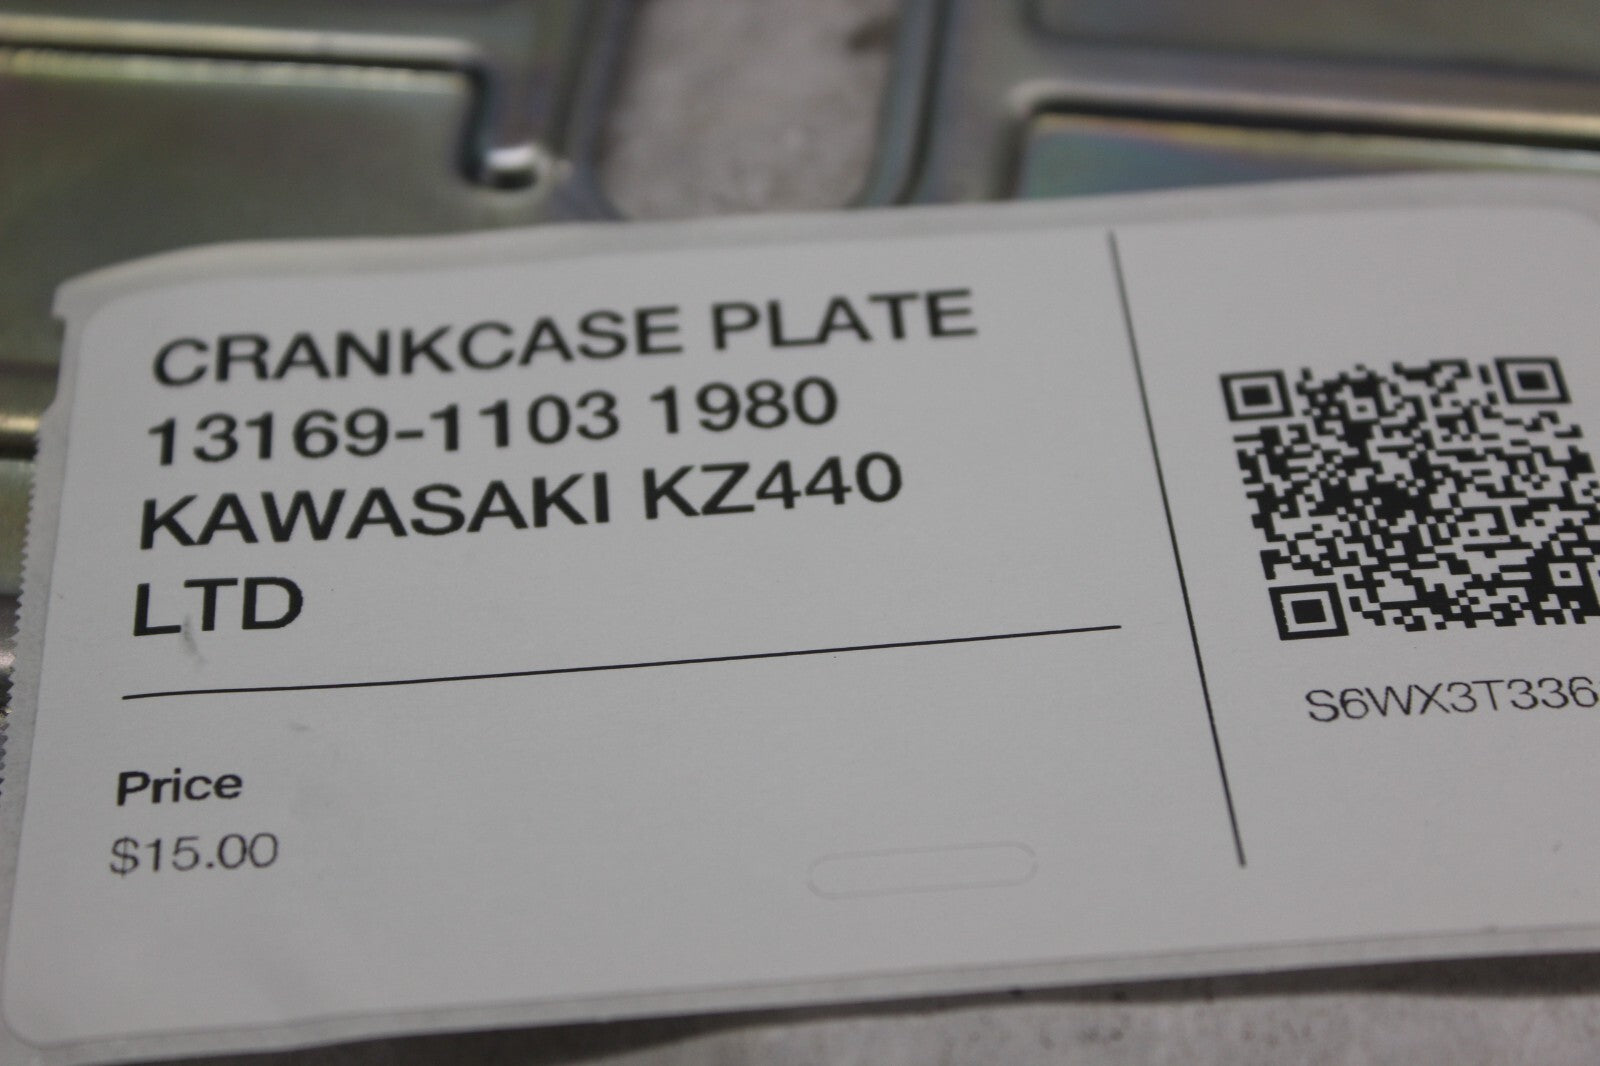 CRANKCASE PLATE
13169-1103 1980
KAWASAKI KZ440
LTD
Price
$15.00